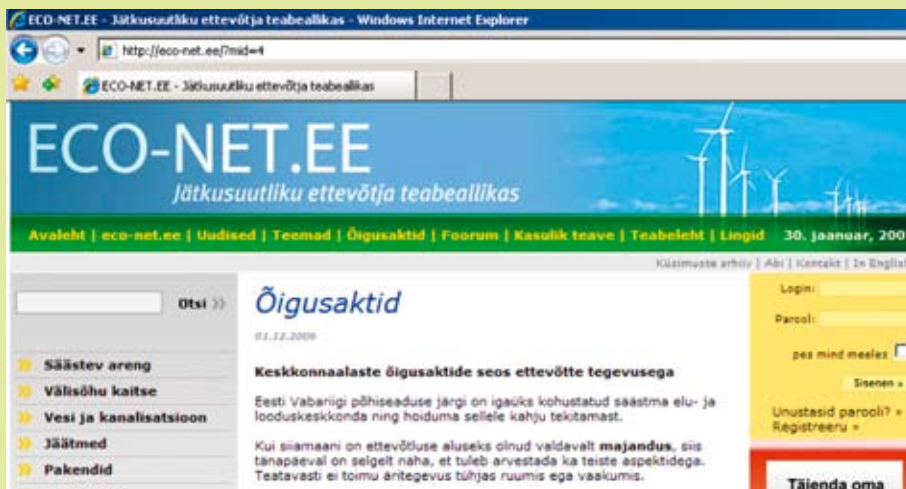 ECO-NET.EE - Jätkusuutliku ettevõtja teabeallikas - Windows Internet Explorer
http://eco-net.ee/?mid=4
ECO-NET.EE - Jätkusuutliku ettevõtja teabeallikas
ECO-NET.EE
Jätkusuutliku ettevõtja teabeallikas
Avaleht | eco-net.ee | Uudised | Teemad | Õigusaktid | Foorum | Kasulik teave | Teabeleht | Lingid 30. jaanuar, 200
Küsimuste arhiiv | Abi | Kontakt | In English
Otsi »
Säästev areng
Välisõhu kaitse
Vesi ja kanalisatsioon
Jäätmed
Pakendid
Õigusaktid
01.12.2006
Keskkonnaalaste õigusaktide seos ettevõtte tegevusega
Eesti Vabariigi põhiseaduse järgi on igaüks kohustatud säästma elu- ja
looduskeskkonda ning hoiduma sellele kahju tekitamast.
Kui siiamaani on ettevõtluse aluseks olnud valdavalt majandus, siis
tänapäeval on selgelt näha, et tuleb arvestada ka teiste aspektidega.
Teatavasti ei toimu äritegevus tühjas ruumis ega vaakumis.
Login:
Parool:
pea mind meeles
Sisenen »
Unustasid parooli? »
Registreeru »
Täienda oma